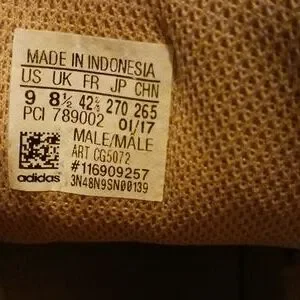 MADE IN INDONESIA
US UK FR JP CHN
9 8½ 42⅔ 270 265
PCI 789002 01/17
MALE/MÂLE
ART CG5072
#116909257
3N48N9SN00139
adidas